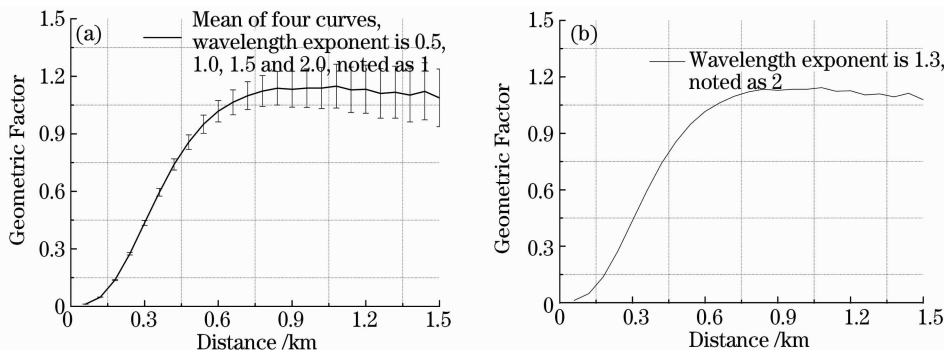 (a)
Mean of four curves,
wavelength exponent is 0.5,
1.0, 1.5 and 2.0, noted as 1
1.5
1.2
0.9
0.6
0.3
0
Geometric Factor
0
0.3
0.6
0.9
1.2
1.5
Distance /km
(b)
Wavelength exponent is 1.3,
noted as 2
1.5
1.2
0.9
0.6
0.3
0
Geometric Factor
0
0.3
0.6
0.9
1.2
1.5
Distance /km